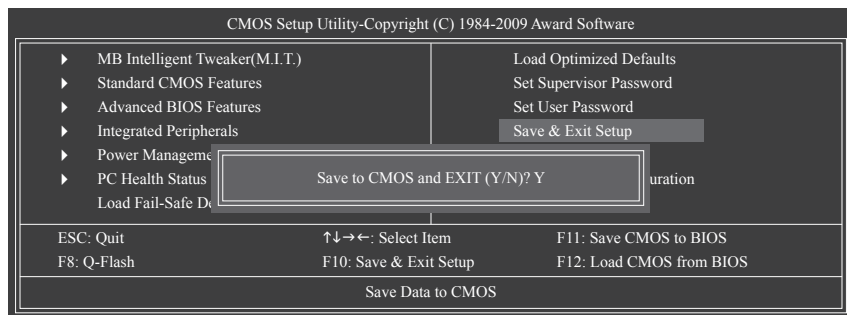 CMOS Setup Utility-Copyright (C) 1984-2009 Award Software
MB Intelligent Tweaker(M.I.T.)
Standard CMOS Features
Advanced BIOS Features
Integrated Peripherals
Power Manageme
PC Health Status
Load Fail-Safe
Load Optimized Defaults
Set Supervisor Password
Set User Password
Save & Exit Setup
uration
Save to CMOS and EXIT (Y/N)? Y
ESC: Quit ↑↓→←: Select Item F11: Save CMOS to BIOS
F8: Q-Flash F10: Save & Exit Setup F12: Load CMOS from BIOS
Save Data to CMOS